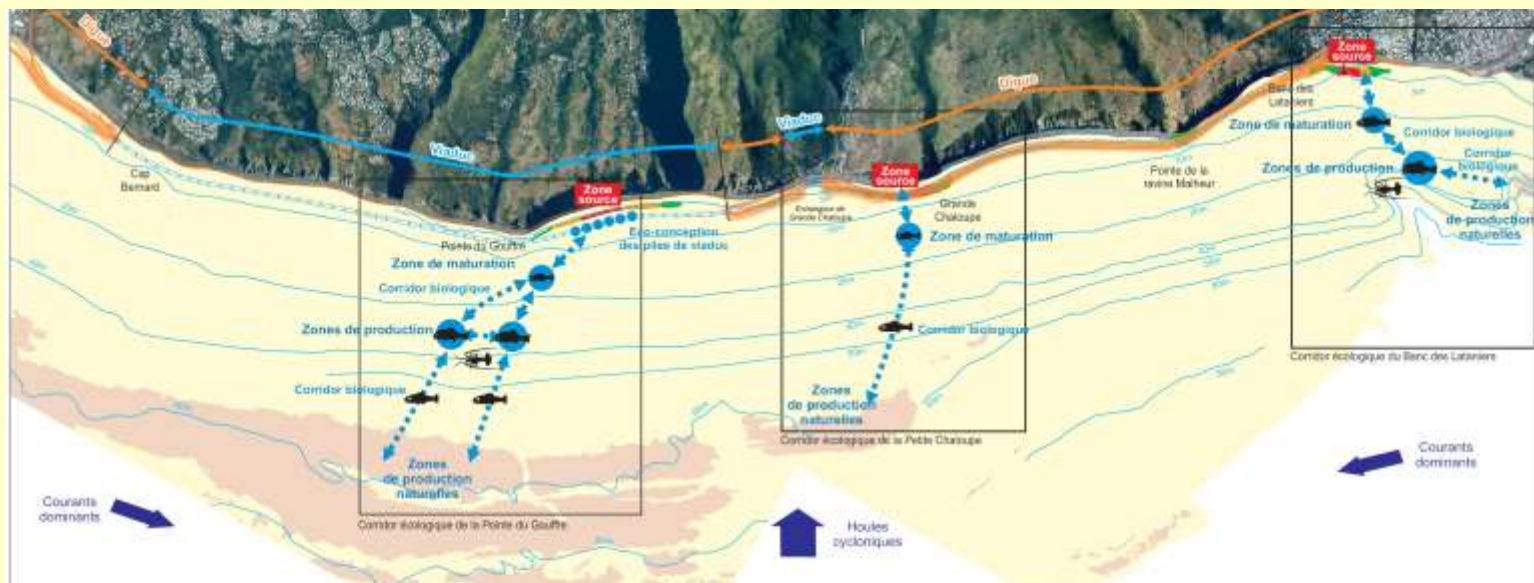 Digue
Viaduc
Viaduc
Digue
Cap
Bernard
Pointe du Gouffre
Zone
source
Eco-conception
des piles de viaduc
Zone de maturation
Corridor biologique
Zones de production
Corridor biologique
Zones
de production
naturelles
Corridor écologique de la Pointe du Gouffre
Courants
dominants
Echangeur de
Grande Chaloupe
Zone
source
Grande
Chaloupe
Zone de maturation
Corridor biologique
Zones
de production
naturelles
Corridor écologique de la Petite Chaloupe
Houles
cycloniques
Pointe de la
ravine Malheur
Zone
source
Banc des
Lataniers
Zone de maturation
Corridor biologique
Zones de production
Corridor
biologique
Zones
de production
naturelles
Corridor écologique du Banc des Lataniers
Courants
dominants